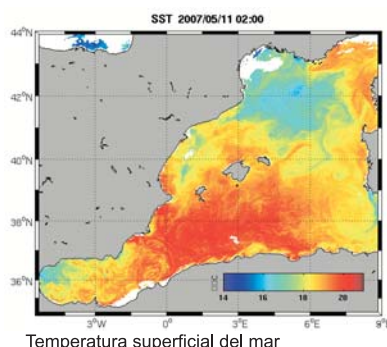 SST 2007/05/11 02:00
44°N
42°N
40°N
38°N
36°N
14 16 18 20
3°W 0° 3°E 6°E 9°E
Temperatura superficial del mar